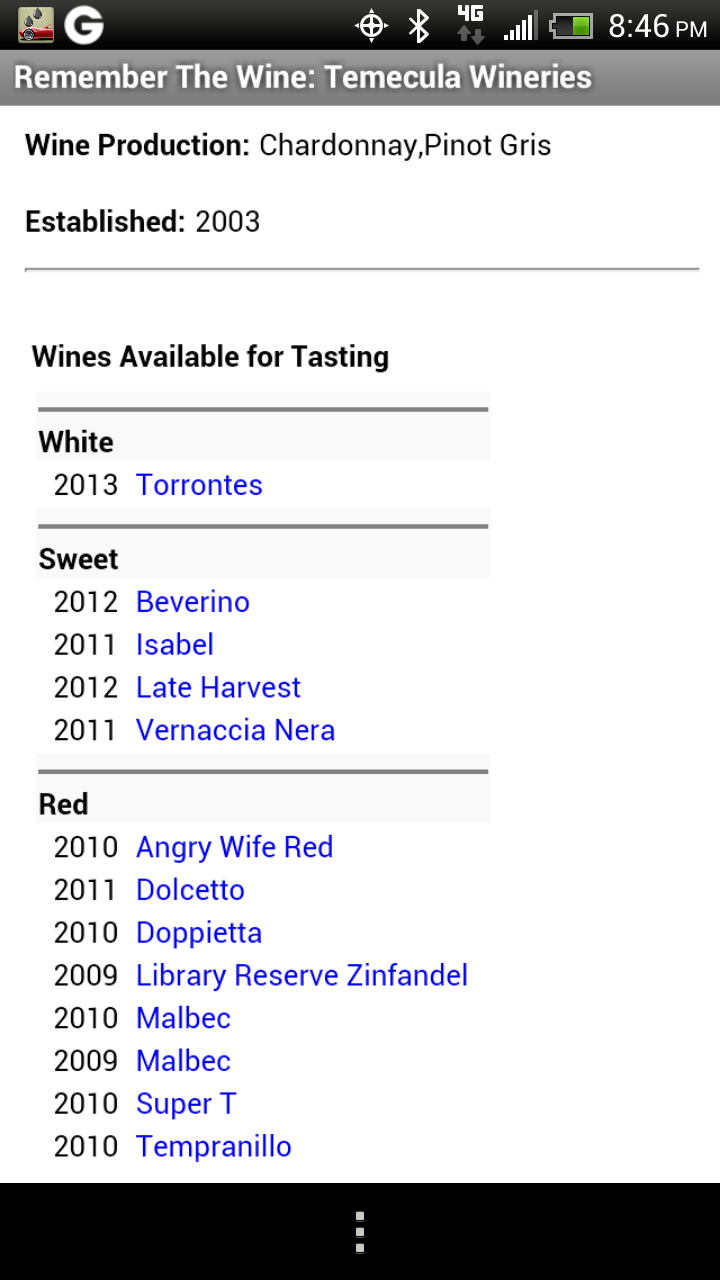 G
4G
8:46 PM
Remember The Wine: Temecula Wineries
Wine Production: Chardonnay,Pinot Gris
Established: 2003
Wines Available for Tasting
White
2013 Torrontes
Sweet
2012 Beverino
2011 Isabel
2012 Late Harvest
2011 Vernaccia Nera
Red
2010 Angry Wife Red
2011 Dolcetto
2010 Doppietta
2009 Library Reserve Zinfandel
2010 Malbec
2009 Malbec
2010 Super T
2010 Tempranillo